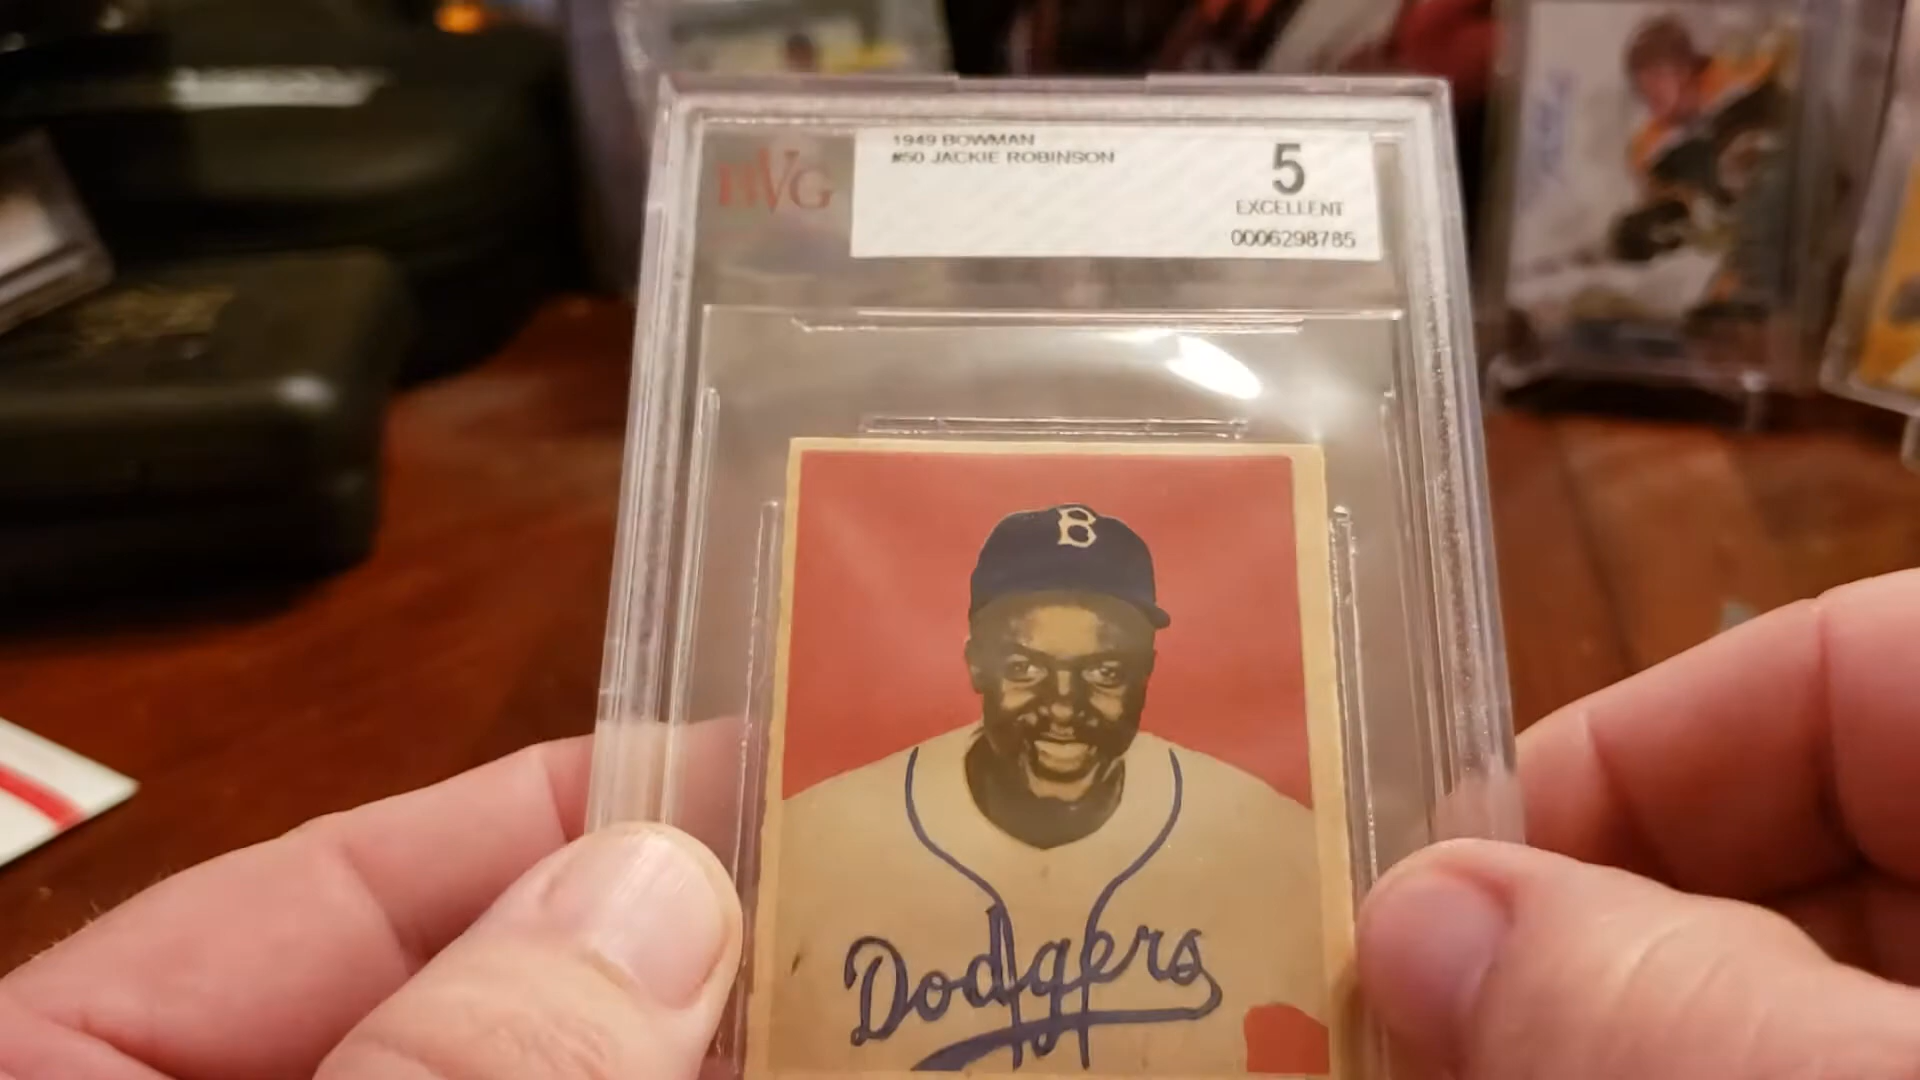 1949 BOWMAN
#50 JACKIE ROBINSON
5
EXCELLENT
0006298785
BVG
B
Dodgers